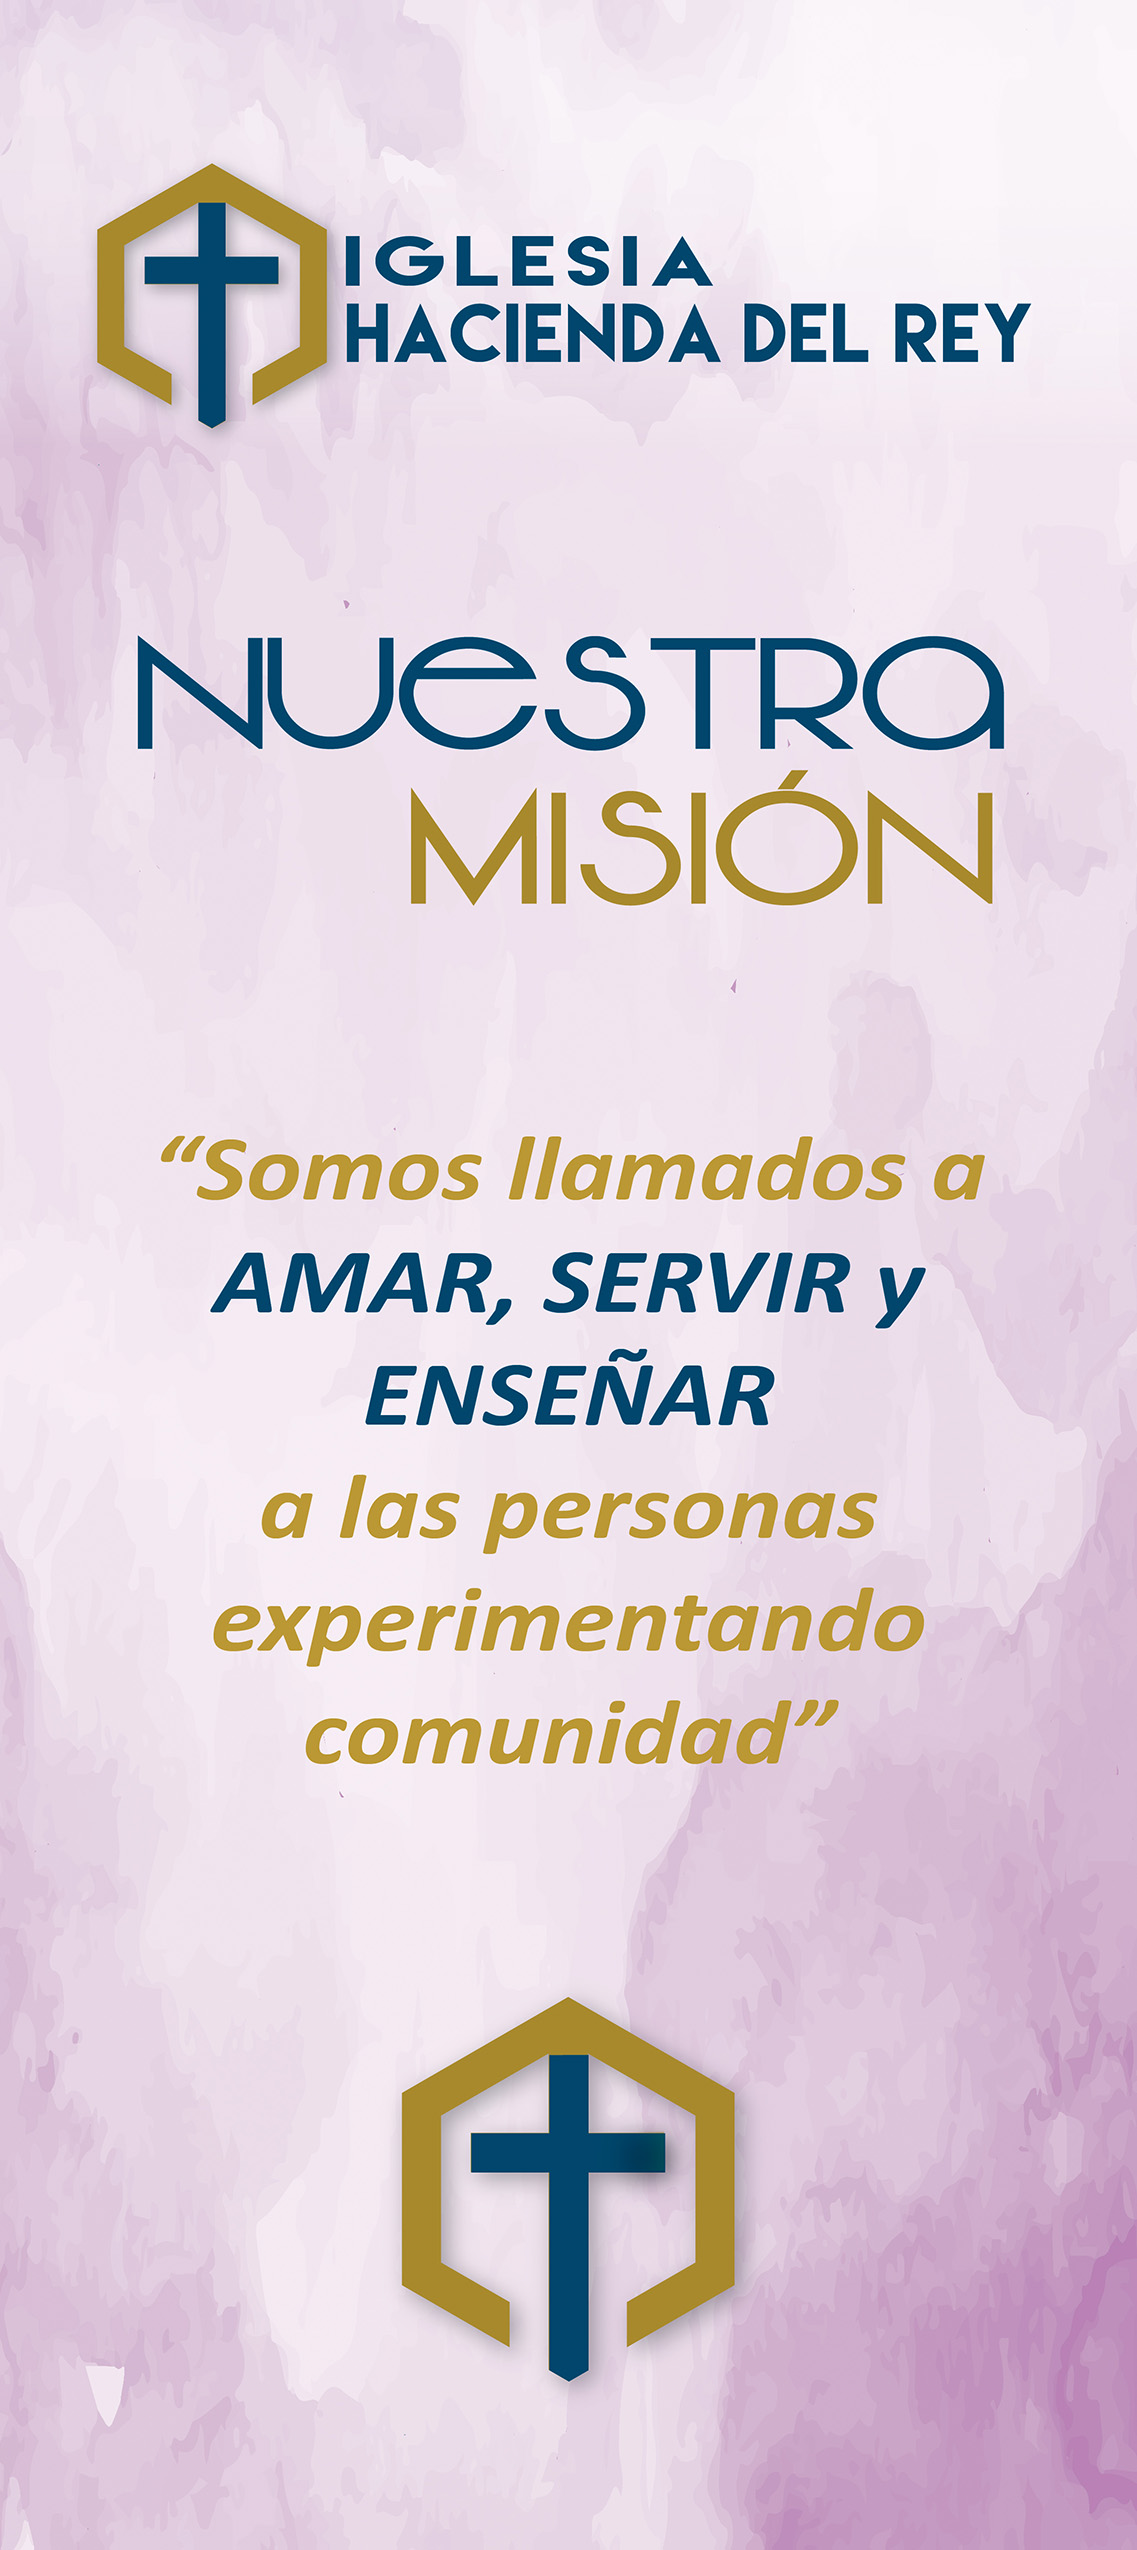 IGLESIA
HACIENDA DEL REY
NUeSTRa
MISIÓN
“Somos llamados a
AMAR, SERVIR y
ENSEÑAR
a las personas
experimentando
comunidad”